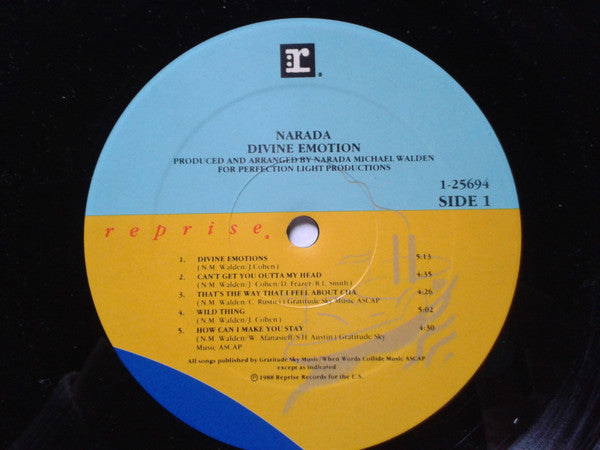 r
NARADA
DIVINE EMOTION
PRODUCED AND ARRANGED BY NARADA MICHAEL WALDEN
FOR PERFECTION LIGHT PRODUCTIONS
1-25694
SIDE 1
reprise
1. DIVINE EMOTIONS 5:13
(N.M. Walden/J.Cohen)
2. CAN'T GET YOU OUTTA MY HEAD 4:35
(N.M. Walden/J. Cohen/D. Frazer/R.L. Smith)
3. THAT'S THE WAY THAT I FEEL ABOUT CHA 4:26
(N.M. Walden/C. Rustici) Gratitude Sky Music ASCAP
4. WILD THING 5:02
(N.M. Walden/J. Cohen)
5. HOW CAN I MAKE YOU STAY 4:30
(N.M. Walden/W. Afanasieff/S.H. Austin) Gratitude Sky
Music ASCAP
All songs published by Gratitude Sky Music/When Words Collide Music ASCAP
except as indicated
℗ 1988 Reprise Records for the U.S.